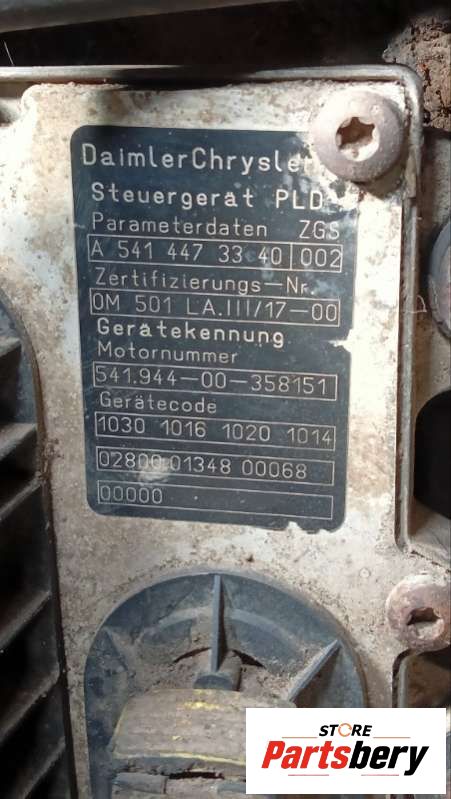 DaimlerChrysler
Steuergerät PLD
Parameterdaten ZGS
A 541 447 33 40 002
Zertifizierungs-Nr.
OM 501 LA.III/17-00
Gerätekennung
Motornummer
541.944-00-358151
Gerätecode
1030 1016 1020 1014
02800 01348 00068
00000
STORE
Partsbery